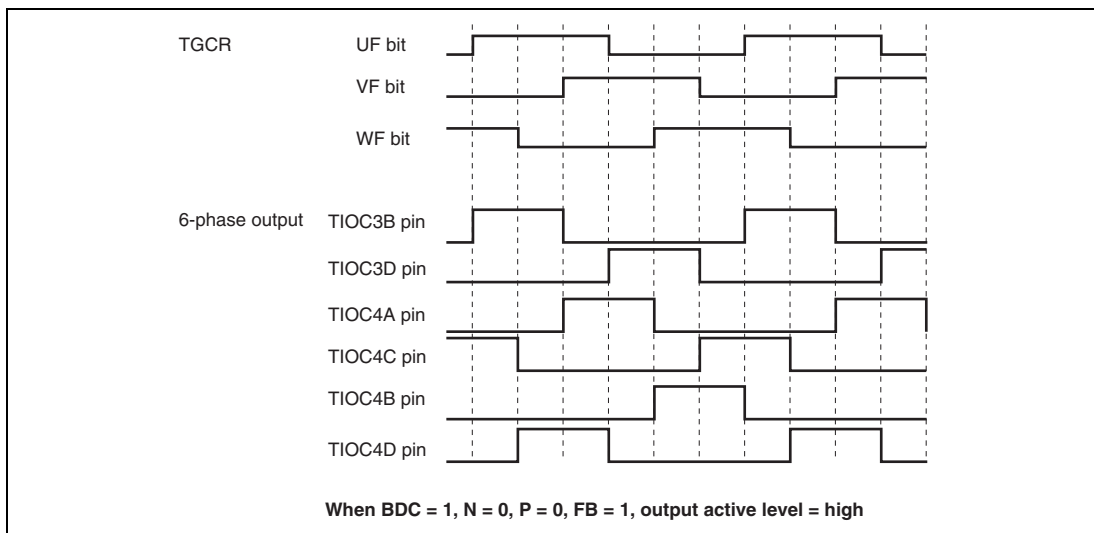 TGCR UF bit
VF bit
WF bit
6-phase output TIOC3B pin
TIOC3D pin
TIOC4A pin
TIOC4C pin
TIOC4B pin
TIOC4D pin
When BDC = 1, N = 0, P = 0, FB = 1, output active level = high